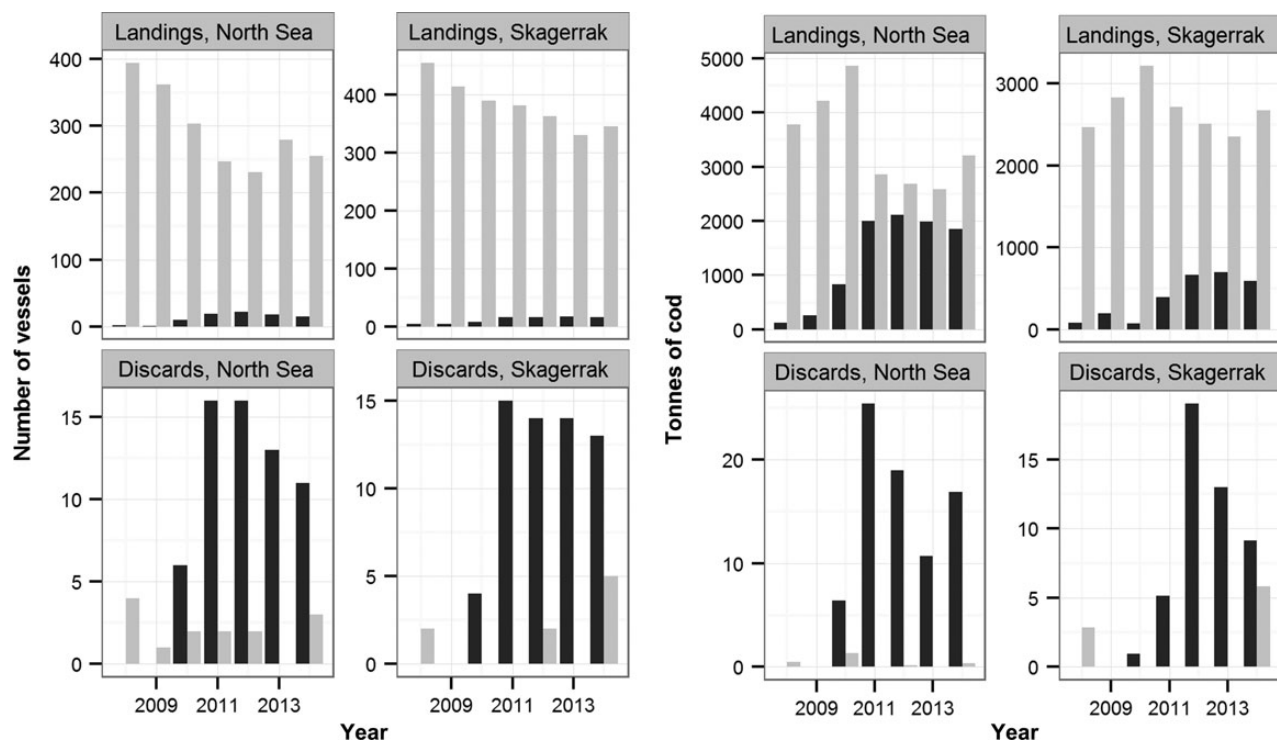 Number of vessels
Landings, North Sea
400
300
200
100
0
Landings, Skagerrak
400
300
200
100
0
Discards, North Sea
15
10
5
0
2009 2011 2013
Discards, Skagerrak
15
10
5
0
2009 2011 2013
Year
Tonnes of cod
Landings, North Sea
5000
4000
3000
2000
1000
0
Landings, Skagerrak
3000
2000
1000
0
Discards, North Sea
20
10
0
2009 2011 2013
Discards, Skagerrak
15
10
5
0
2009 2011 2013
Year